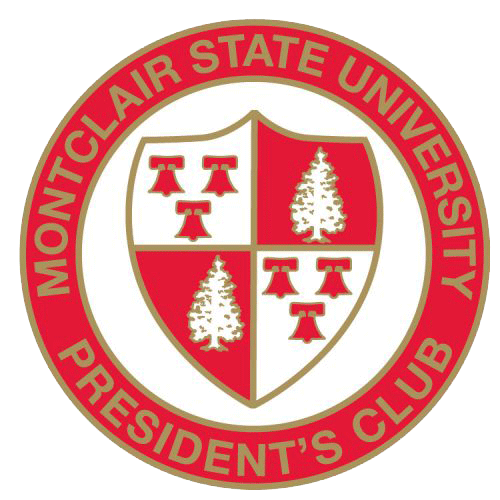 MONTCLAIR STATE UNIVERSITY
PRESIDENT'S CLUB